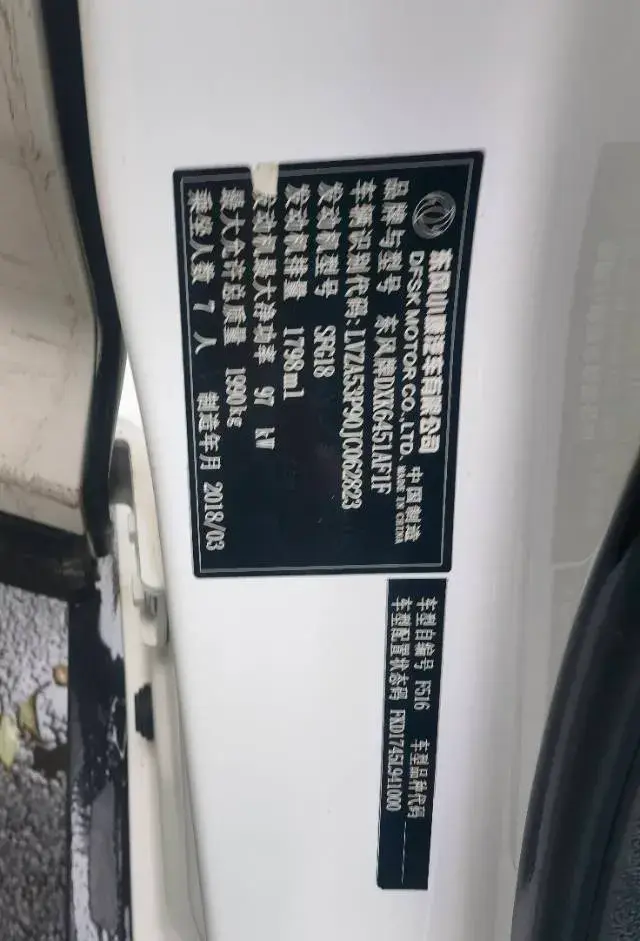 东风小康汽车有限公司
DFSK MOTOR CO., LTD.
中国制造
MADE IN CHINA
品牌与型号 东风牌DXK6451AF1F
车辆识别代码:LVZA53P90JC062823
发动机型号 SFG18
发动机排量 1798ml
发动机最大净功率 97 kW
最大允许总质量 1990kg
乘坐人数 7 人 制造年月 2018/03
车型自编号 F516 车型品种代码
车型配置状态码 FKD1745L941000